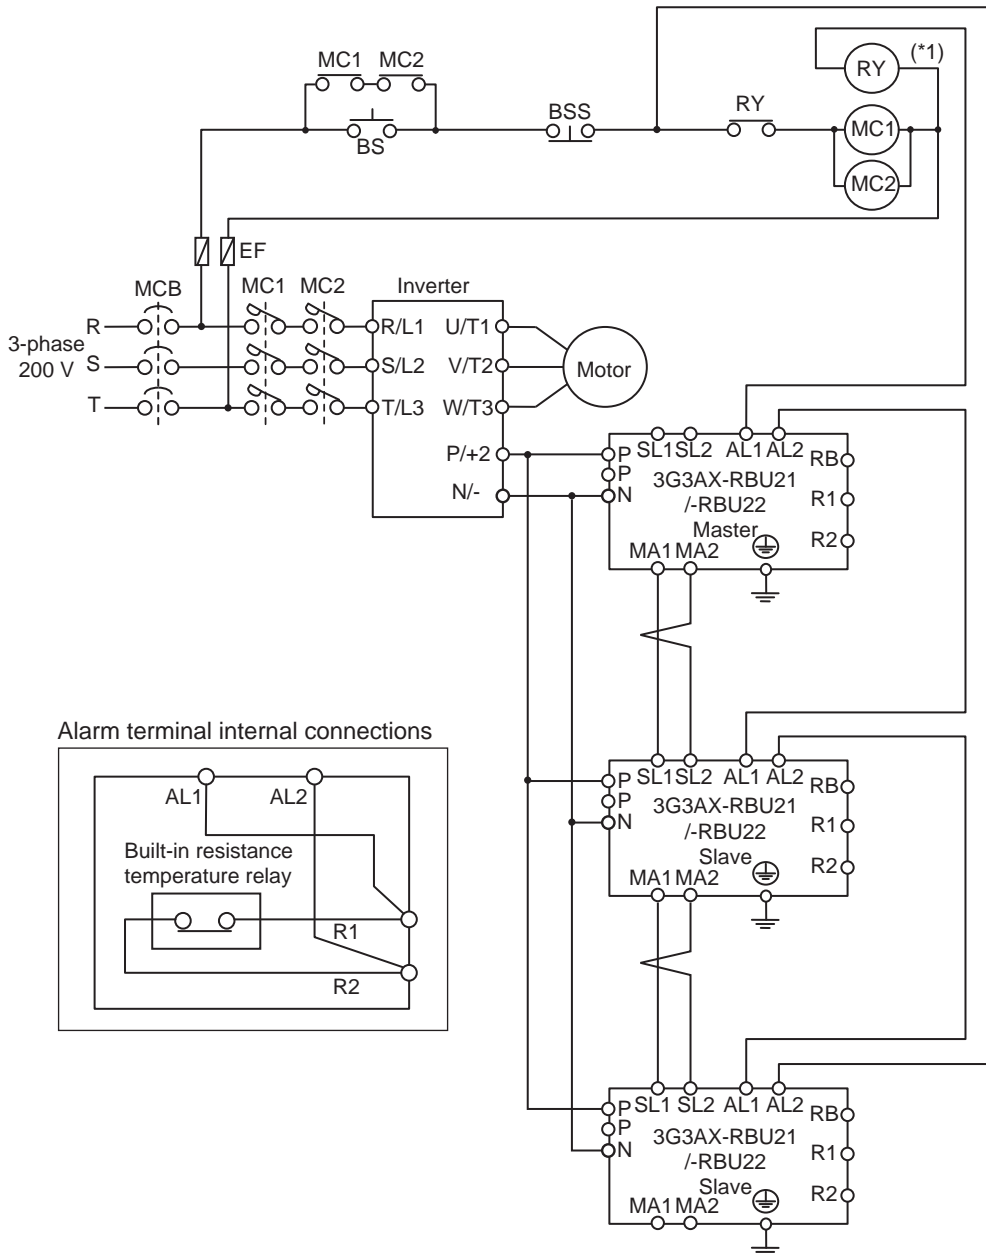 MC1 MC2
BS
BSS
RY
RY
(*1)
MC1
MC2
EF
MCB
MC1 MC2
Inverter
3-phase
200 V
R
S
T
R/L1
S/L2
T/L3
U/T1
V/T2
W/T3
P/+2
N/-
Motor
P
P
N
SL1 SL2 AL1 AL2
3G3AX-RBU21
/-RBU22
Master
RB
R1
R2
MA1 MA2
P
P
N
SL1 SL2 AL1 AL2
3G3AX-RBU21
/-RBU22
Slave
RB
R1
R2
MA1 MA2
P
P
N
SL1 SL2 AL1 AL2
3G3AX-RBU21
/-RBU22
Slave
RB
R1
R2
MA1 MA2
Alarm terminal internal connections
AL1
AL2
Built-in resistance
temperature relay
R1
R2